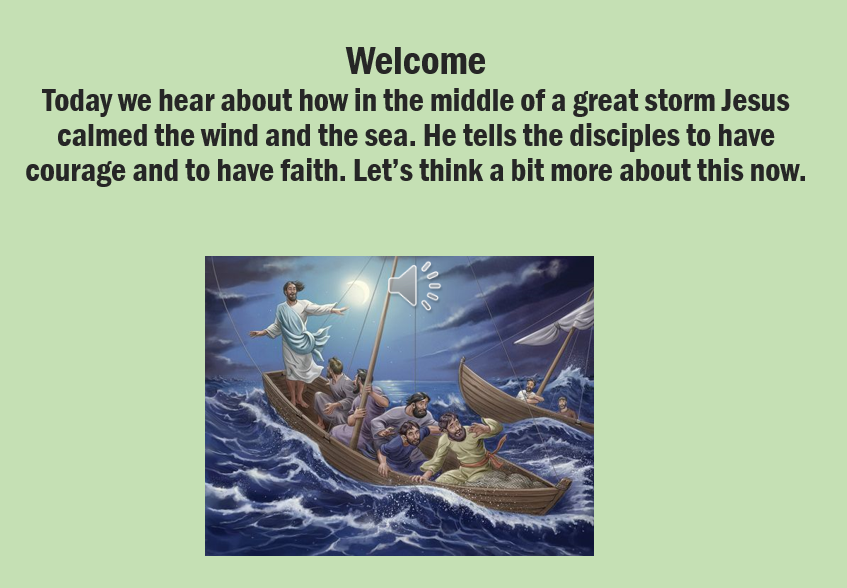 Welcome
Today we hear about how in the middle of a great storm Jesus
calmed the wind and the sea. He tells the disciples to have
courage and to have faith. Let’s think a bit more about this now.